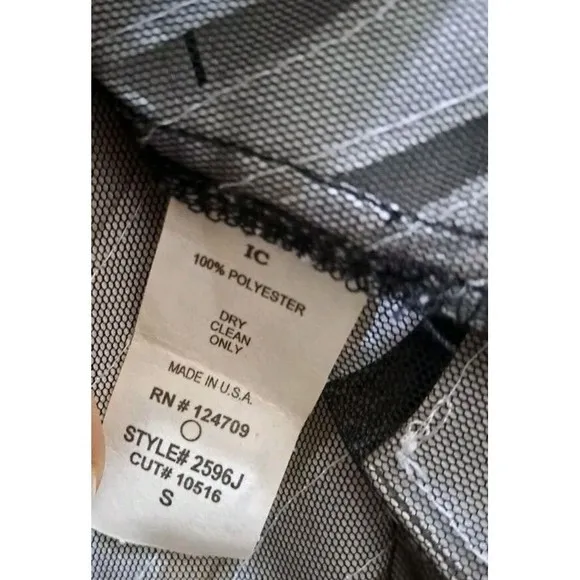 IC
100% POLYESTER
DRY
CLEAN
ONLY
MADE IN U.S.A.
RN # 124709
STYLE# 2596J
CUT# 10516
S